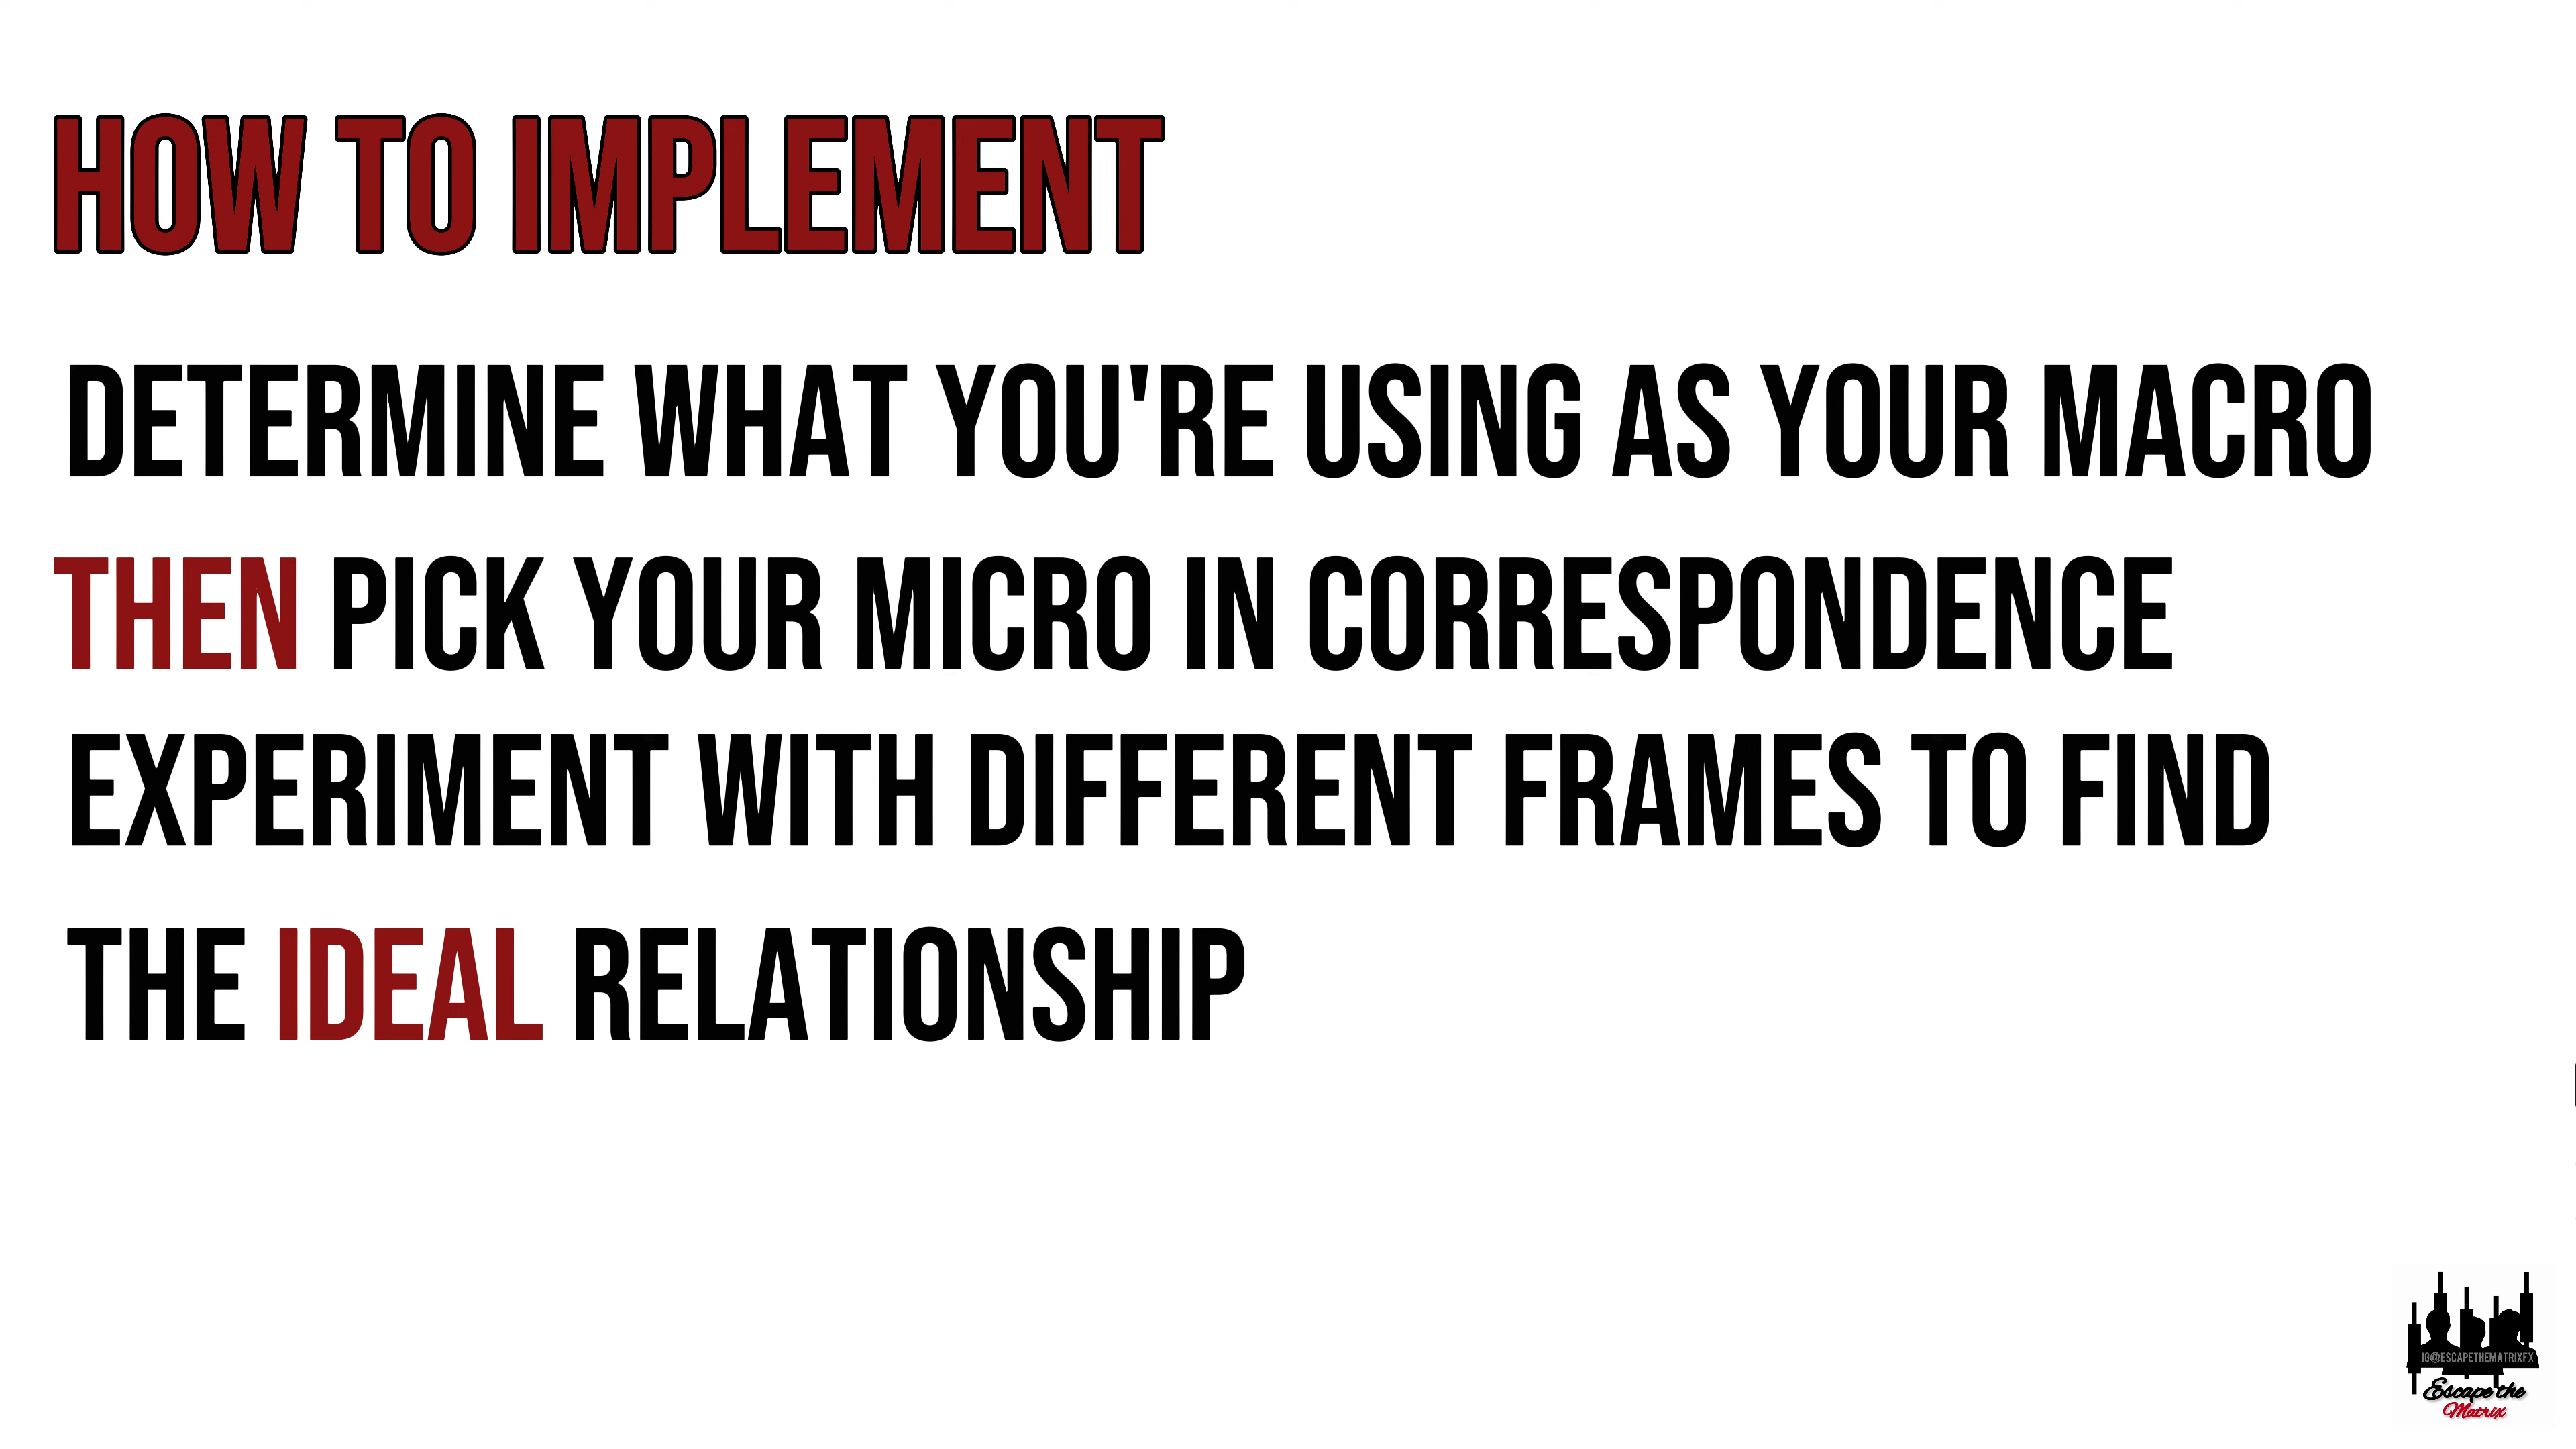 HOW TO IMPLEMENT
DETERMINE WHAT YOU'RE USING AS YOUR MACRO
THEN PICK YOUR MICRO IN CORRESPONDENCE
EXPERIMENT WITH DIFFERENT FRAMES TO FIND
THE IDEAL RELATIONSHIP
IG@ESCAPETHEMATRIXFX
Escape the
Matrix